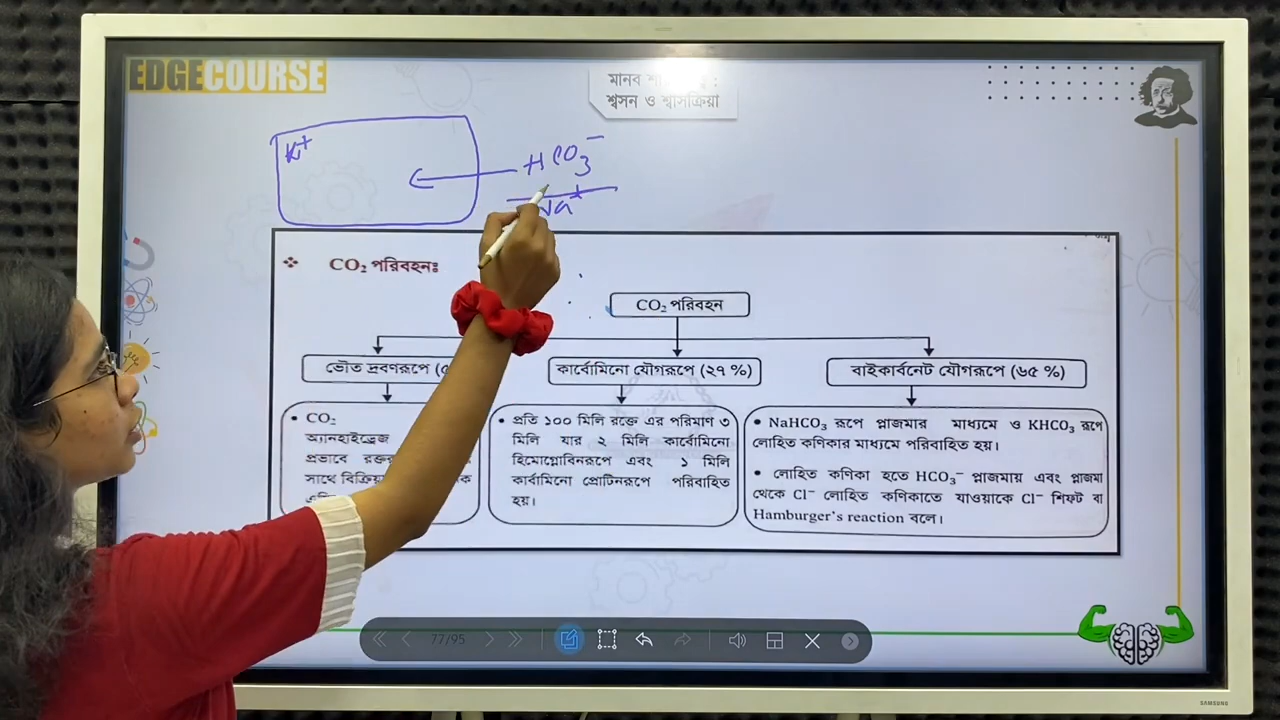 EDGECOURSE
মানব
শ্বসন ও শ্বাসক্রিয়া
K+
HCO3-
Na+
❖ CO₂ পরিবহনঃ
CO₂ পরিবহন
ভৌত দ্রবণরূপে
কার্বোমিনো যৌগরূপে (২৭ %)
বাইকার্বনেট যৌগরূপে (৬৫ %)
• CO₂
অ্যানহাইড্রেজ
প্রভাবে
সাথে
• প্রতি ১০০ মিলি রক্তে এর পরিমাণ ৩
মিলি যার ২ মিলি কার্বোমিনো
হিমোগ্লোবিনরূপে এবং ১ মিলি
কার্বামিনো প্রোটিনরূপে পরিবাহিত
হয়।
• NaHCO₃ রূপে প্লাজমার মাধ্যমে ও KHCO₃ রূপে
লোহিত কণিকার মাধ্যমে পরিবাহিত হয়।
• লোহিত কণিকা হতে HCO₃⁻ প্লাজমায় এবং প্লাজমা
থেকে Cl⁻ লোহিত কণিকাতে যাওয়াকে Cl⁻ শিফট বা
Hamburger's reaction বলে।
77/95
SAMSUNG